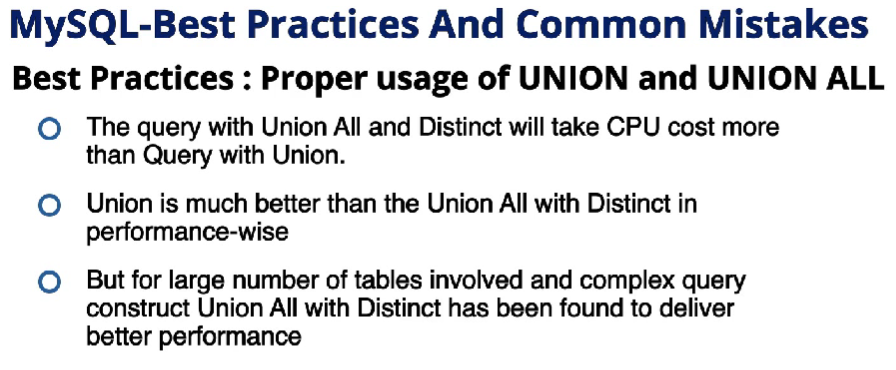 MySQL-Best Practices And Common Mistakes
Best Practices : Proper usage of UNION and UNION ALL
The query with Union All and Distinct will take CPU cost more
than Query with Union.
Union is much better than the Union All with Distinct in
performance-wise
But for large number of tables involved and complex query
construct Union All with Distinct has been found to deliver
better performance